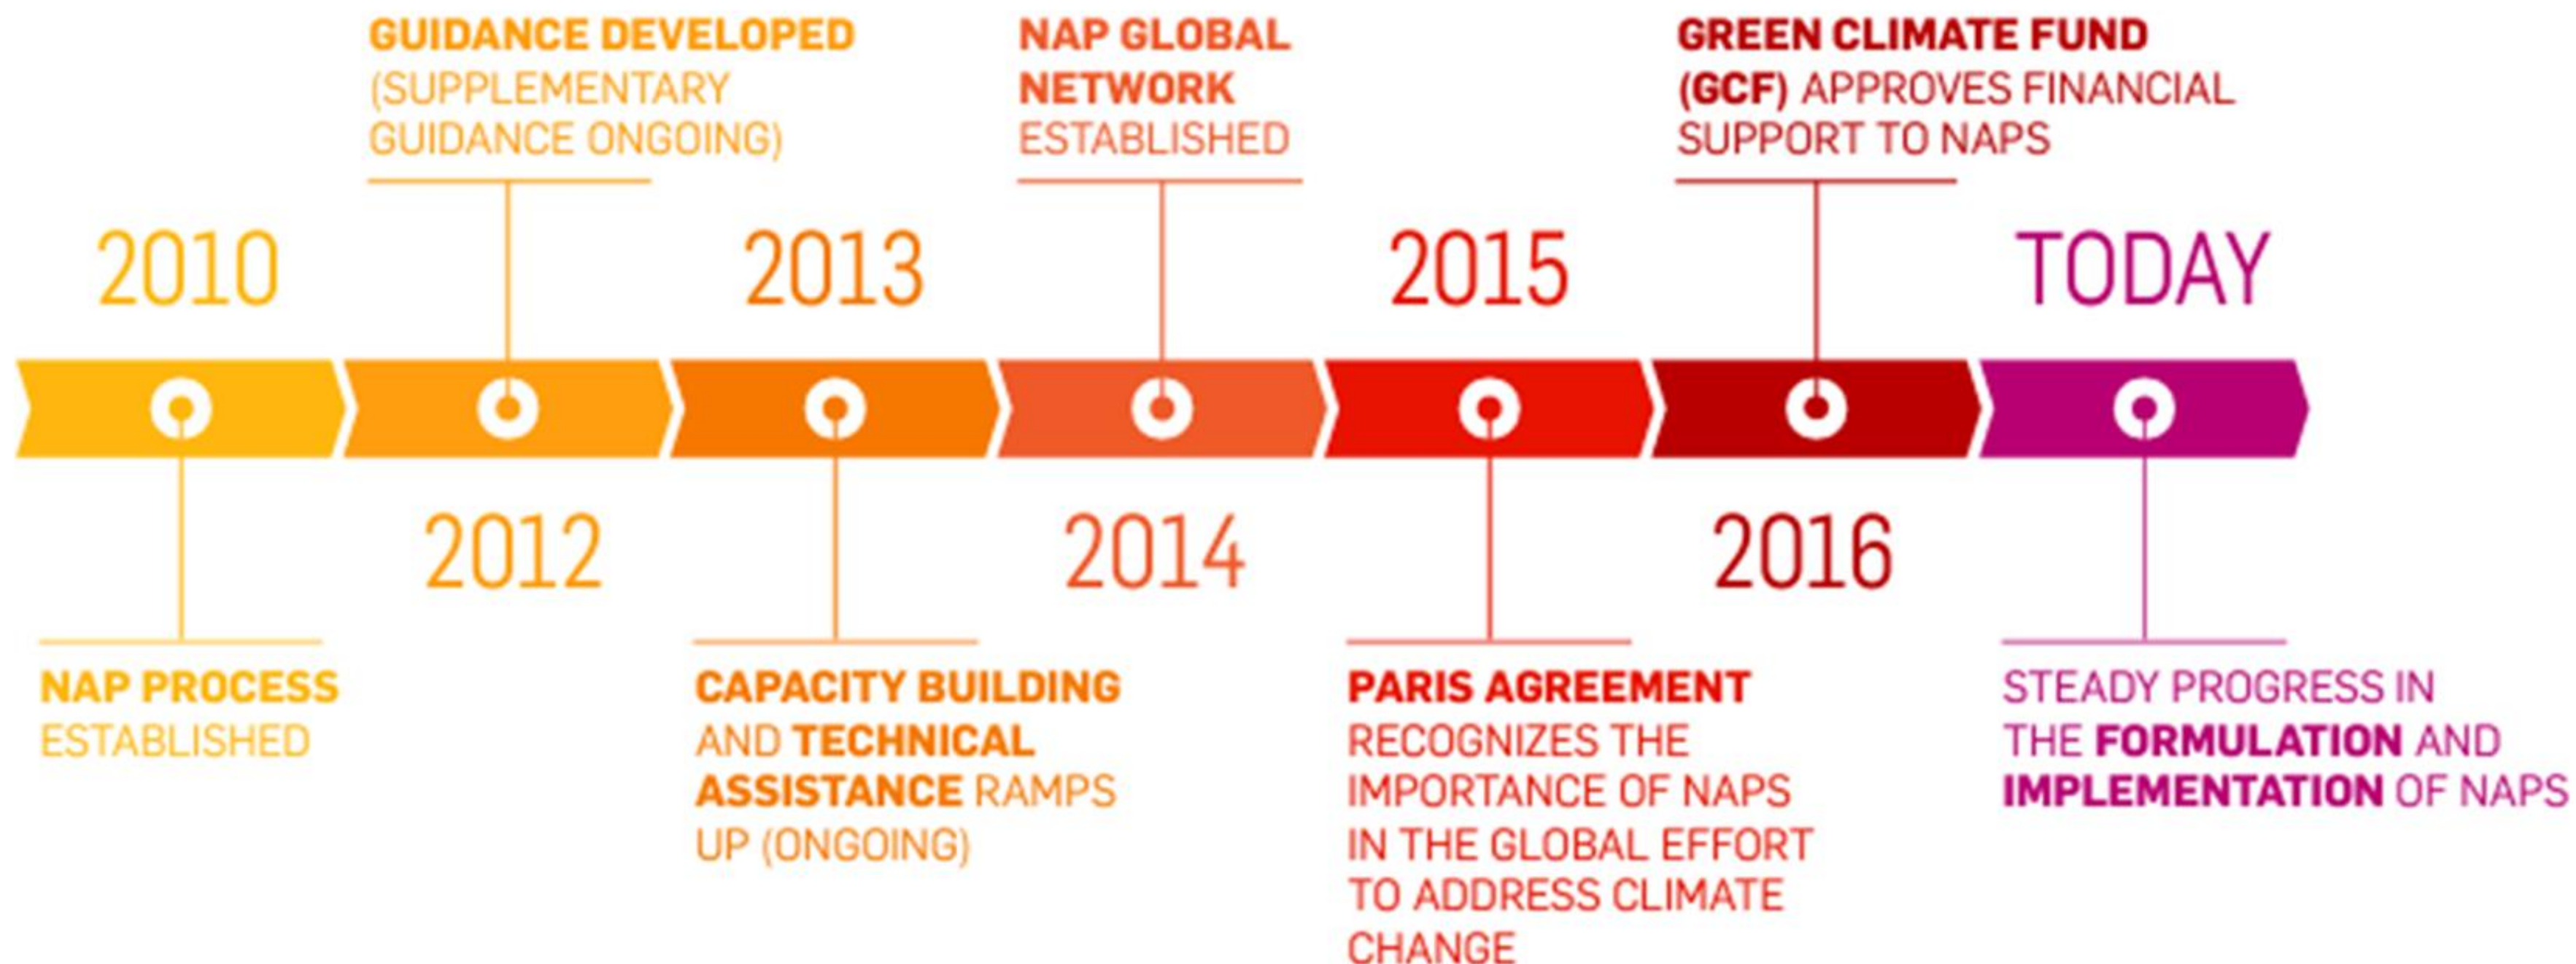 2010
NAP PROCESS
ESTABLISHED
GUIDANCE DEVELOPED
(SUPPLEMENTARY
GUIDANCE ONGOING)
2012
2013
CAPACITY BUILDING
AND TECHNICAL
ASSISTANCE RAMPS
UP (ONGOING)
NAP GLOBAL
NETWORK
ESTABLISHED
2014
2015
PARIS AGREEMENT
RECOGNIZES THE
IMPORTANCE OF NAPS
IN THE GLOBAL EFFORT
TO ADDRESS CLIMATE
CHANGE
GREEN CLIMATE FUND
(GCF) APPROVES FINANCIAL
SUPPORT TO NAPS
2016
TODAY
STEADY PROGRESS IN
THE FORMULATION AND
IMPLEMENTATION OF NAPS